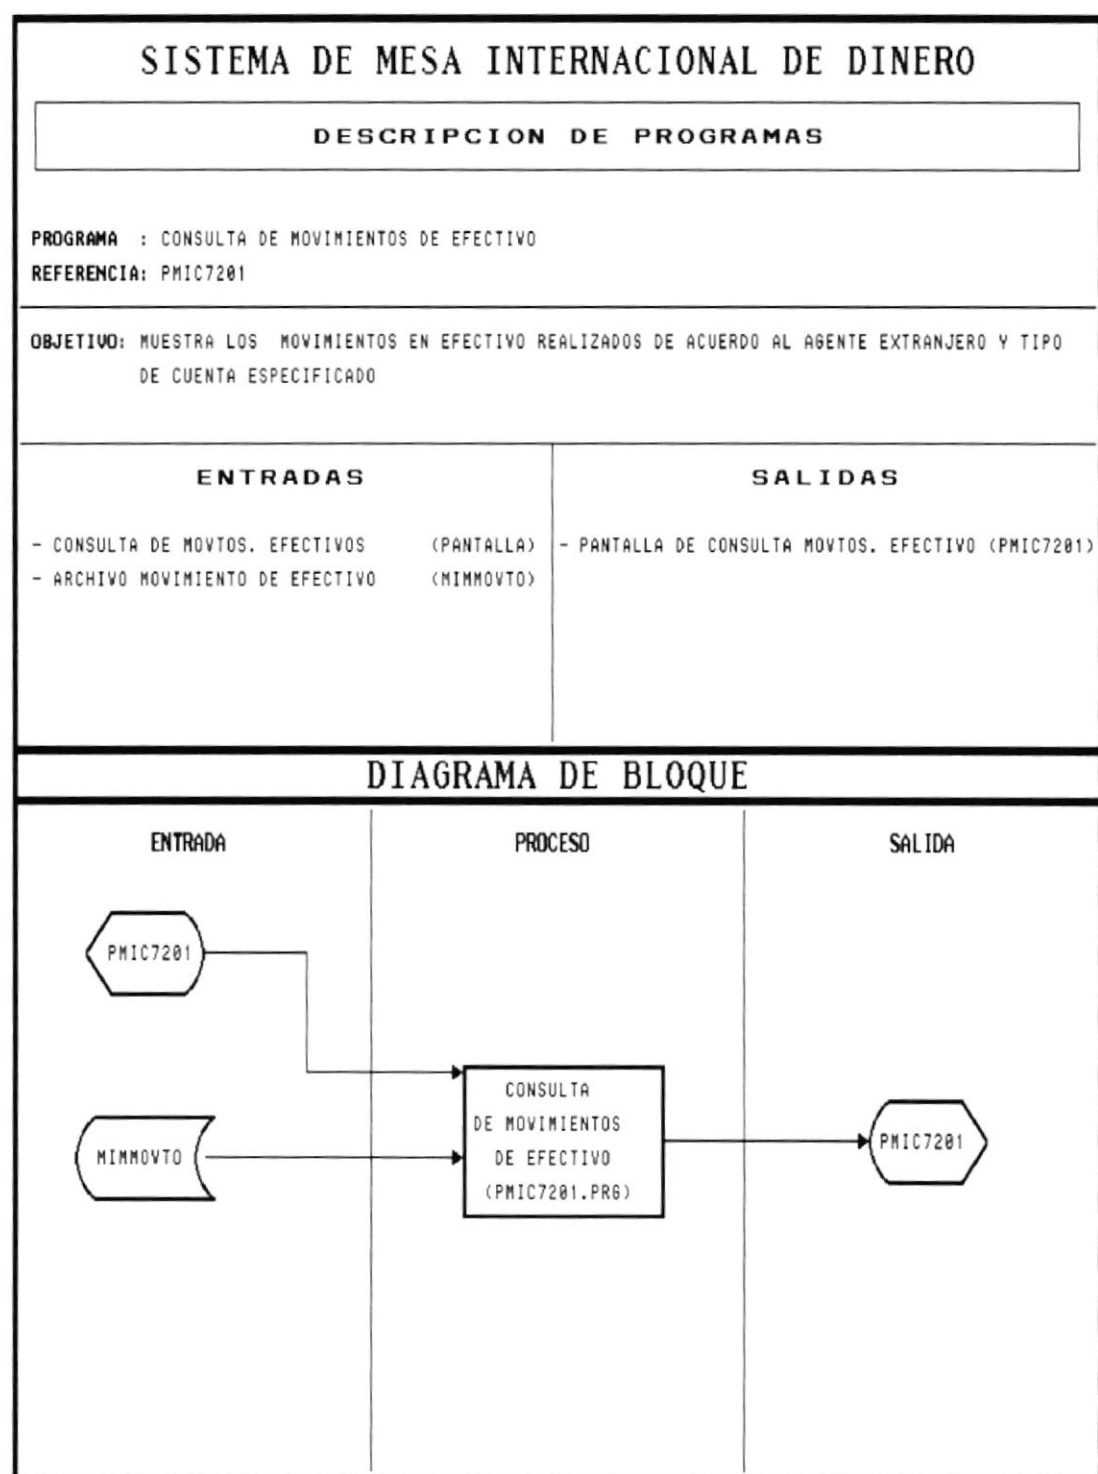 SISTEMA DE MESA INTERNACIONAL DE DINERO
DESCRIPCION DE PROGRAMAS
PROGRAMA : CONSULTA DE MOVIMIENTOS DE EFECTIVO
REFERENCIA: PMIC7201
OBJETIVO: MUESTRA LOS MOVIMIENTOS EN EFECTIVO REALIZADOS DE ACUERDO AL AGENTE EXTRANJERO Y TIPO
DE CUENTA ESPECIFICADO
ENTRADAS
- CONSULTA DE MOVTOS. EFECTIVOS (PANTALLA)
- ARCHIVO MOVIMIENTO DE EFECTIVO (MIMMOVTO)
SALIDAS
- PANTALLA DE CONSULTA MOVTOS. EFECTIVO (PMIC7201)
DIAGRAMA DE BLOQUE
ENTRADA
PROCESO
SALIDA
PMIC7201
MIMMOVTO
CONSULTA
DE MOVIMIENTOS
DE EFECTIVO
(PMIC7201.PRG)
PMIC7201